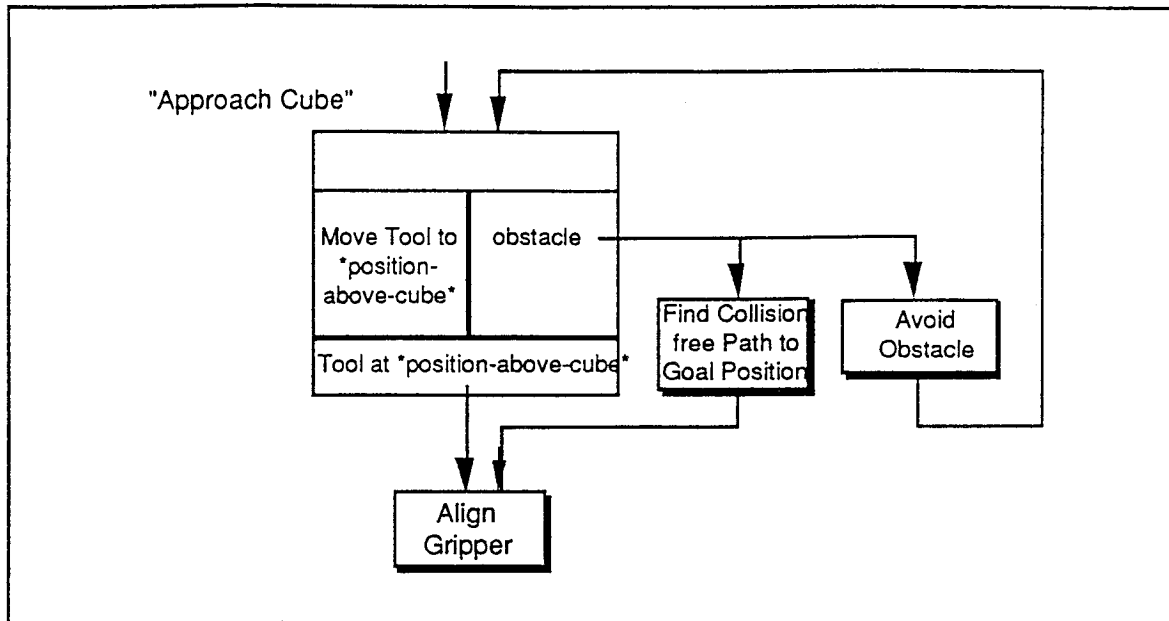 "Approach Cube"
Move Tool to
*position-
above-cube*
obstacle
Tool at *position-above-cube*
Find Collision
free Path to
Goal Position
Avoid
Obstacle
Align
Gripper